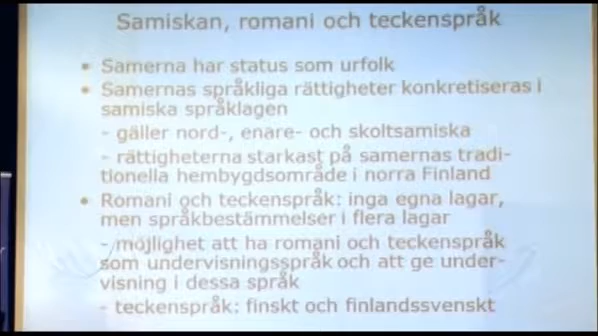 Samiskan, romani och teckenspråk
• Samerna har status som urfolk
• Samernas språkliga rättigheter konkretiseras i
samiska språklagen
- gäller nord-, enare- och skoltsamiska
- rättigheterna starkast på samernas tradi-
tionella hembygdsområde i norra Finland
• Romani och teckenspråk: inga egna lagar,
men språkbestämmelser i flera lagar
- möjlighet att ha romani och teckenspråk
som undervisningsspråk och att ge under-
visning i dessa språk
- teckenspråk: finskt och finlandssvenskt